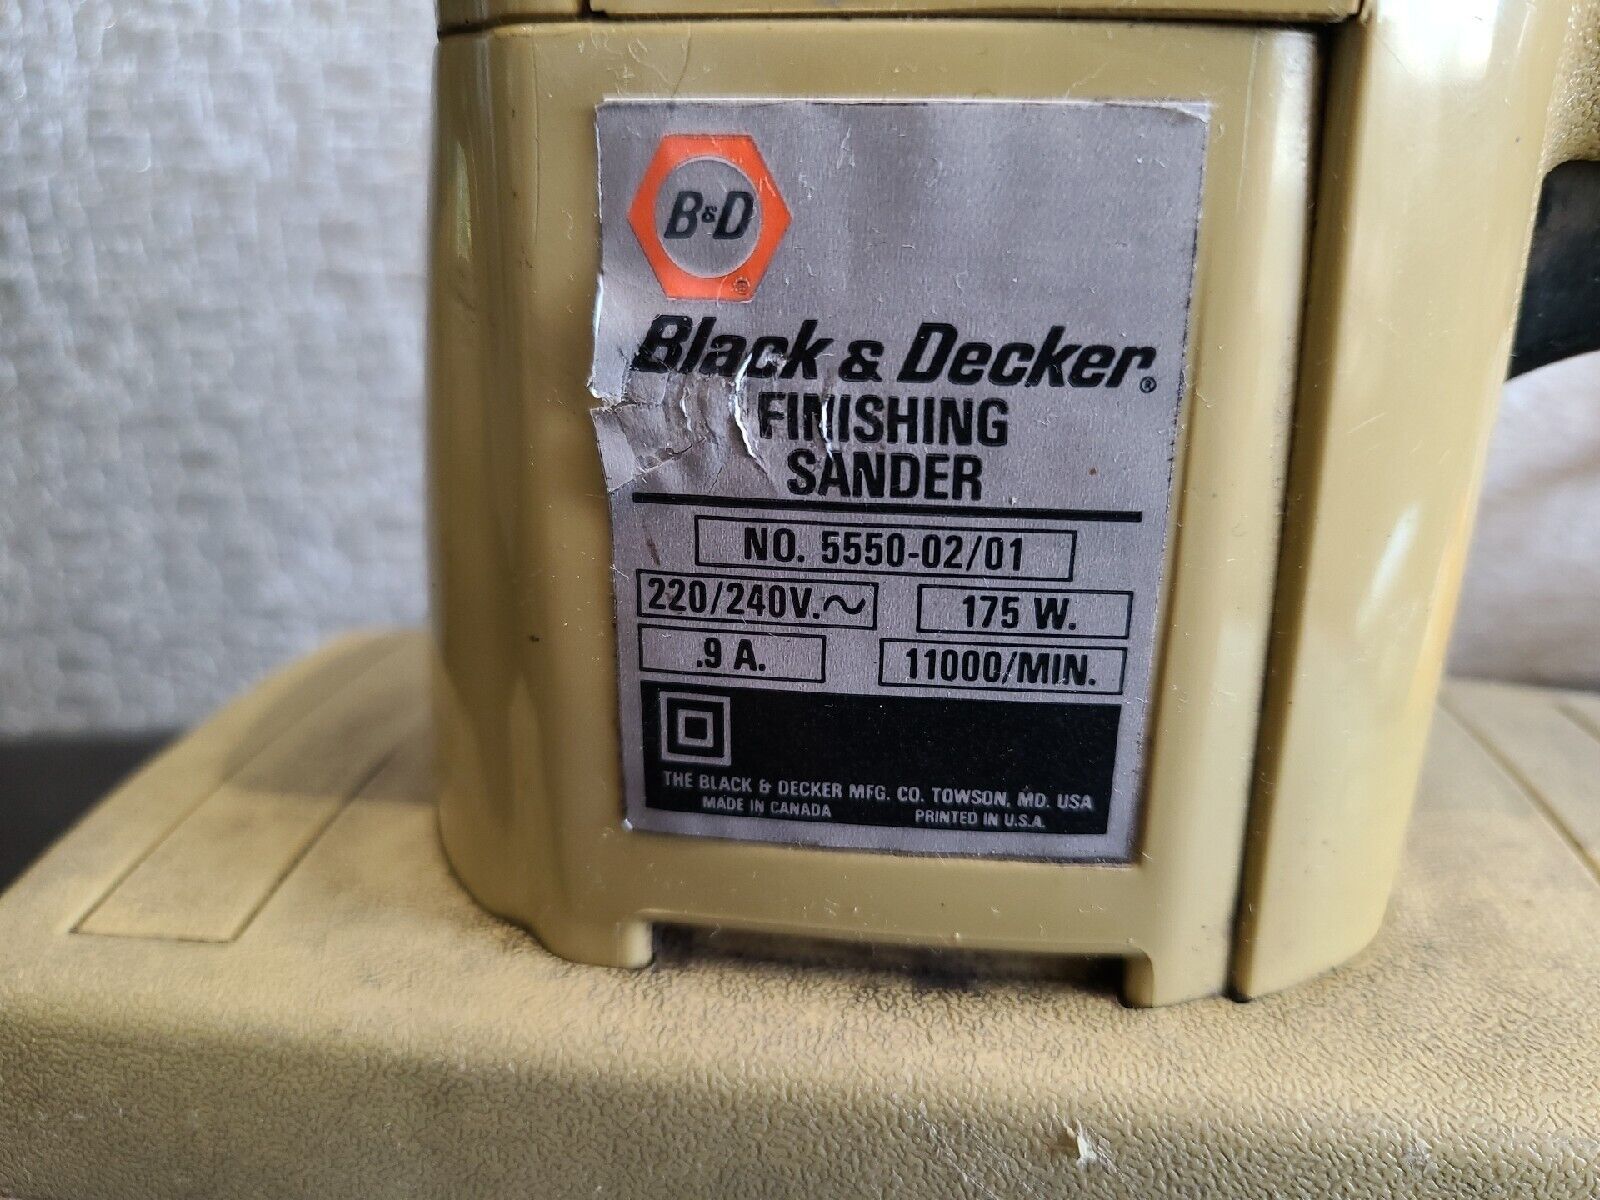 B&D
®
Black & Decker®
FINISHING
SANDER
NO. 5550-02/01
220/240V.~
175 W.
.9 A.
11000/MIN.
THE BLACK & DECKER MFG. CO. TOWSON, MD. USA
MADE IN CANADA
PRINTED IN U.S.A.